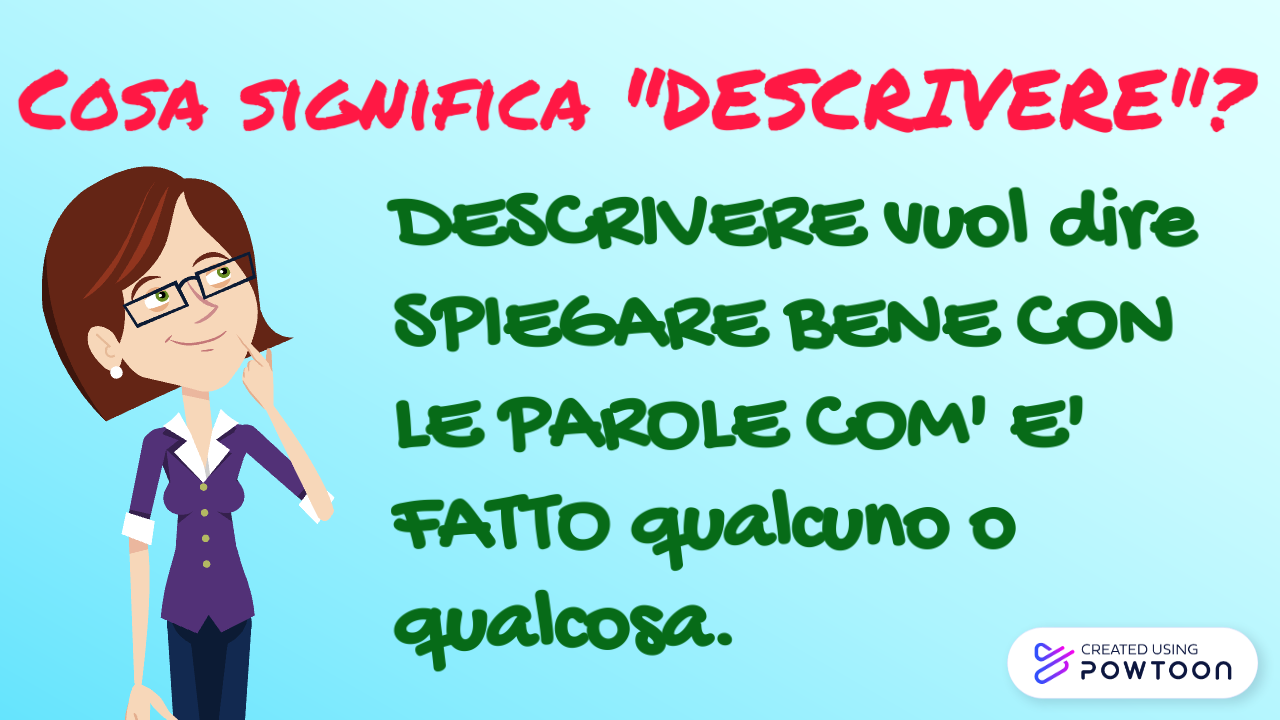 Cosa significa "DESCRIVERE"?
DESCRIVERE vuol dire
SPIEGARE BENE CON
LE PAROLE COM' E'
FATTO qualcuno o
qualcosa.
CREATED USING
POWTOON